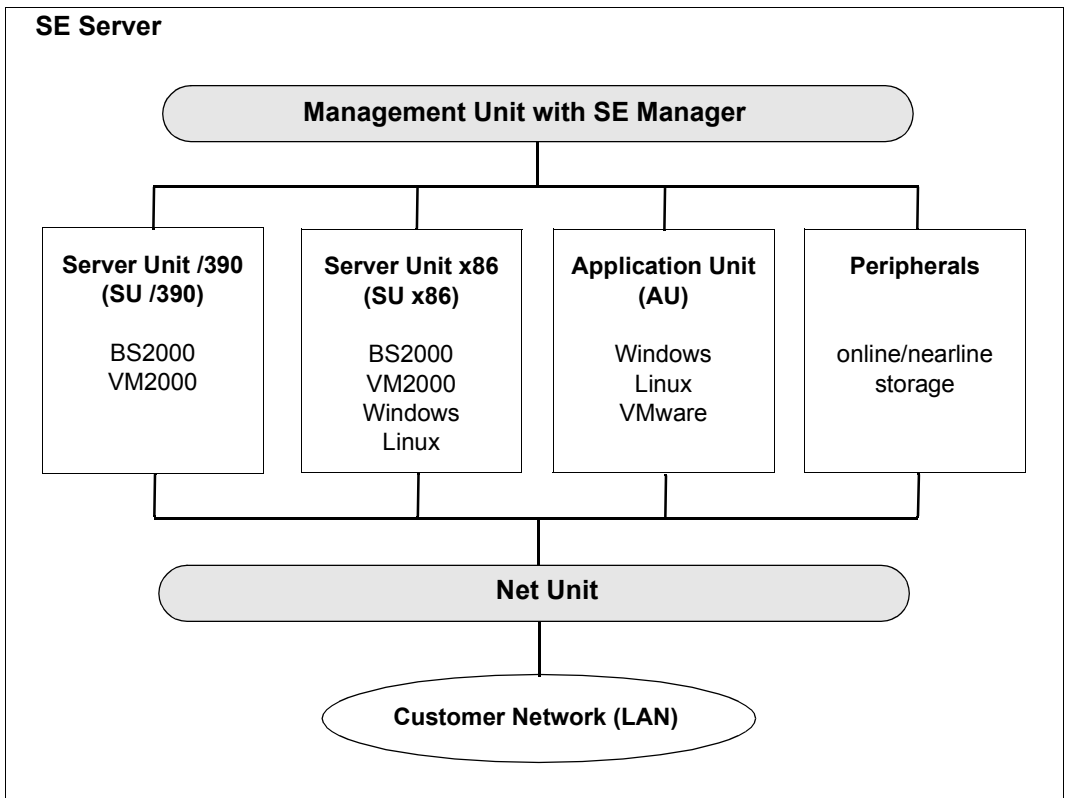 SE Server
Management Unit with SE Manager
Server Unit /390
(SU /390)
BS2000
VM2000
Server Unit x86
(SU x86)
BS2000
VM2000
Windows
Linux
Application Unit
(AU)
Windows
Linux
VMware
Peripherals
online/nearline
storage
Net Unit
Customer Network (LAN)